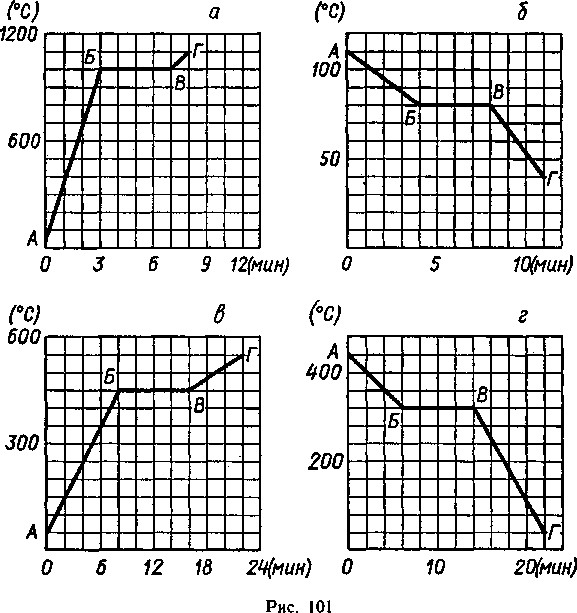 (°С) а
1200
Б Г
В
600
А
0 3 6 9 12(мин)
(°С) б
А
100
В
Б
50
Г
0 5 10(мин)
(°С) в
600
Г
Б
В
300
А
0 6 12 18 24(мин)
(°С) г
А
400
Б В
200
Г
0 10 20(мин)
Рис. 101